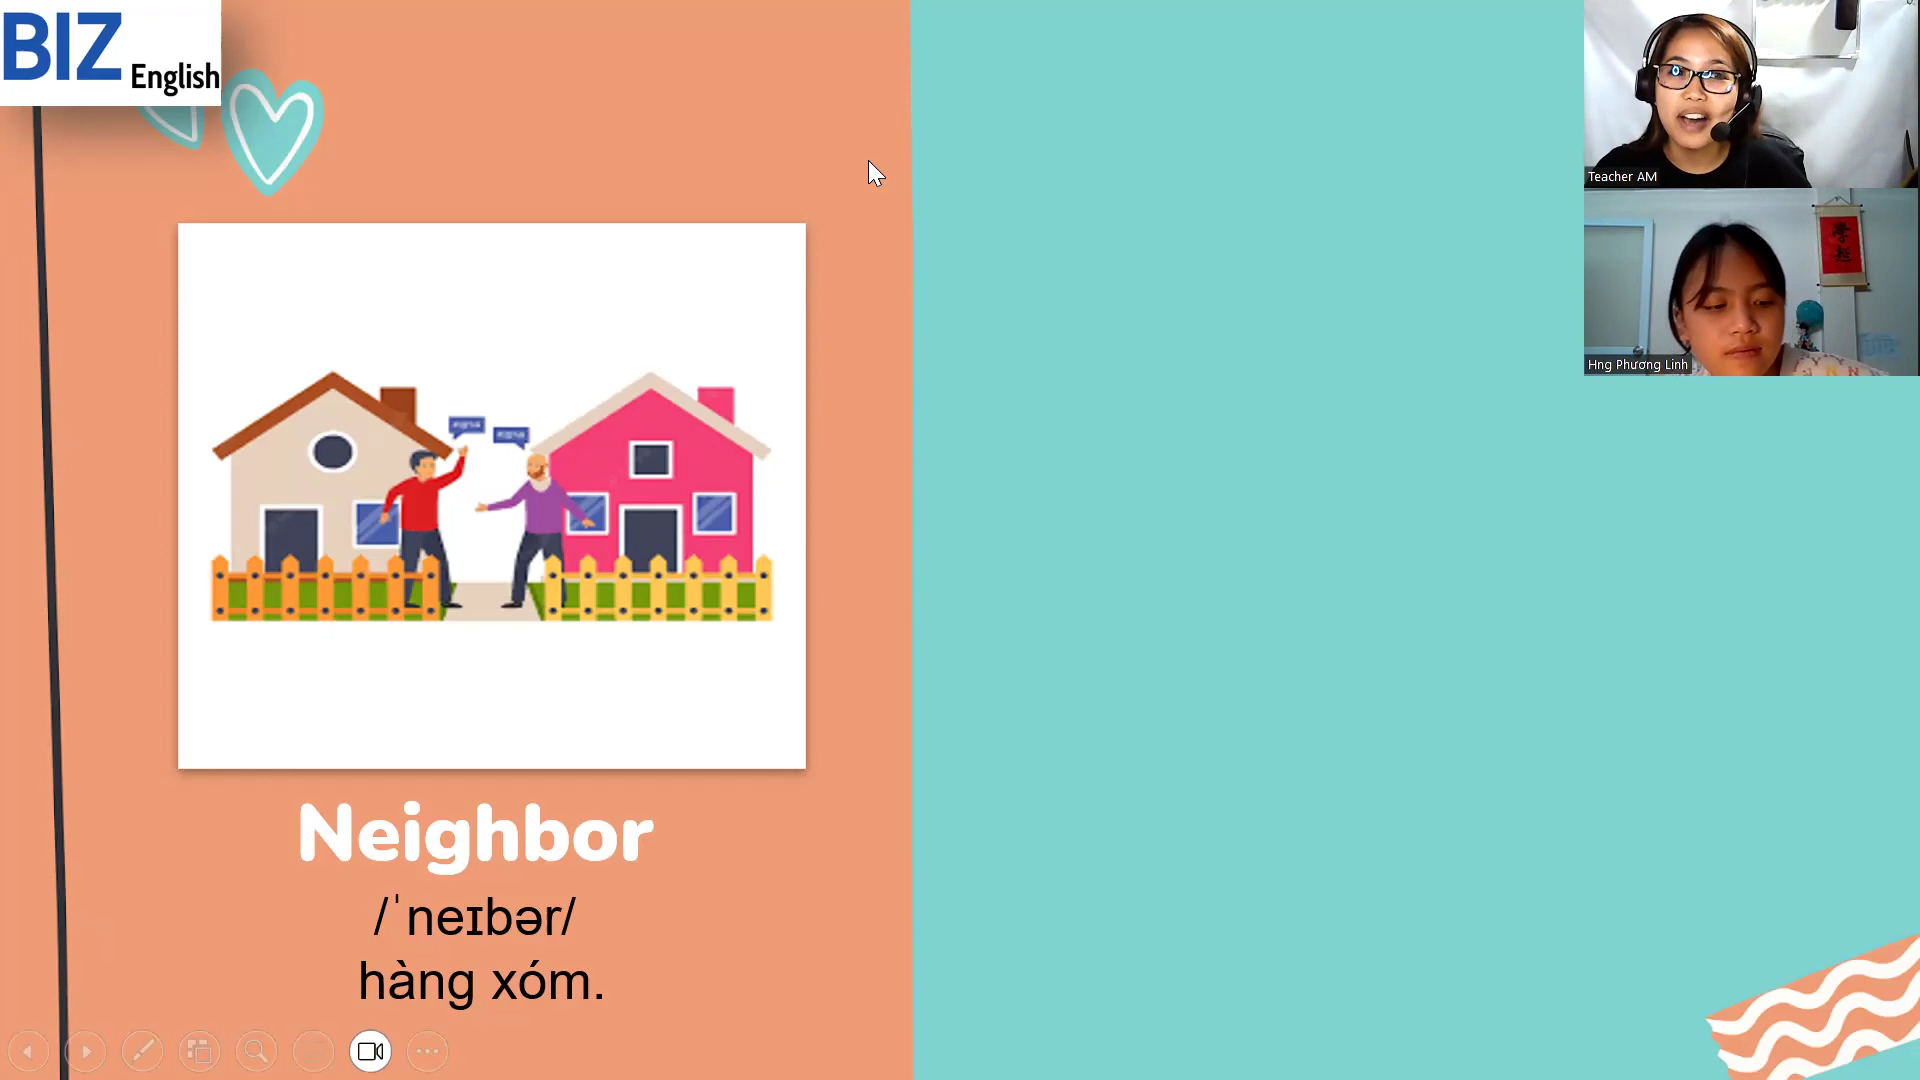 BIZ English
Teacher AM
Hng Phương Linh
Neighbor
/ˈneɪbər/
hàng xóm.